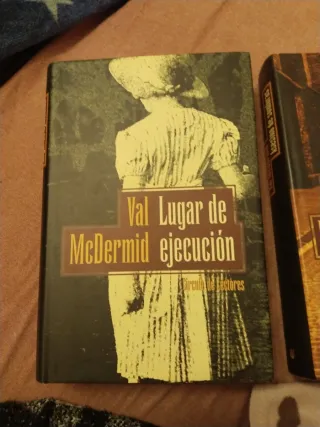 Val
McDermid
Lugar de
ejecución
Círculo de Lectores